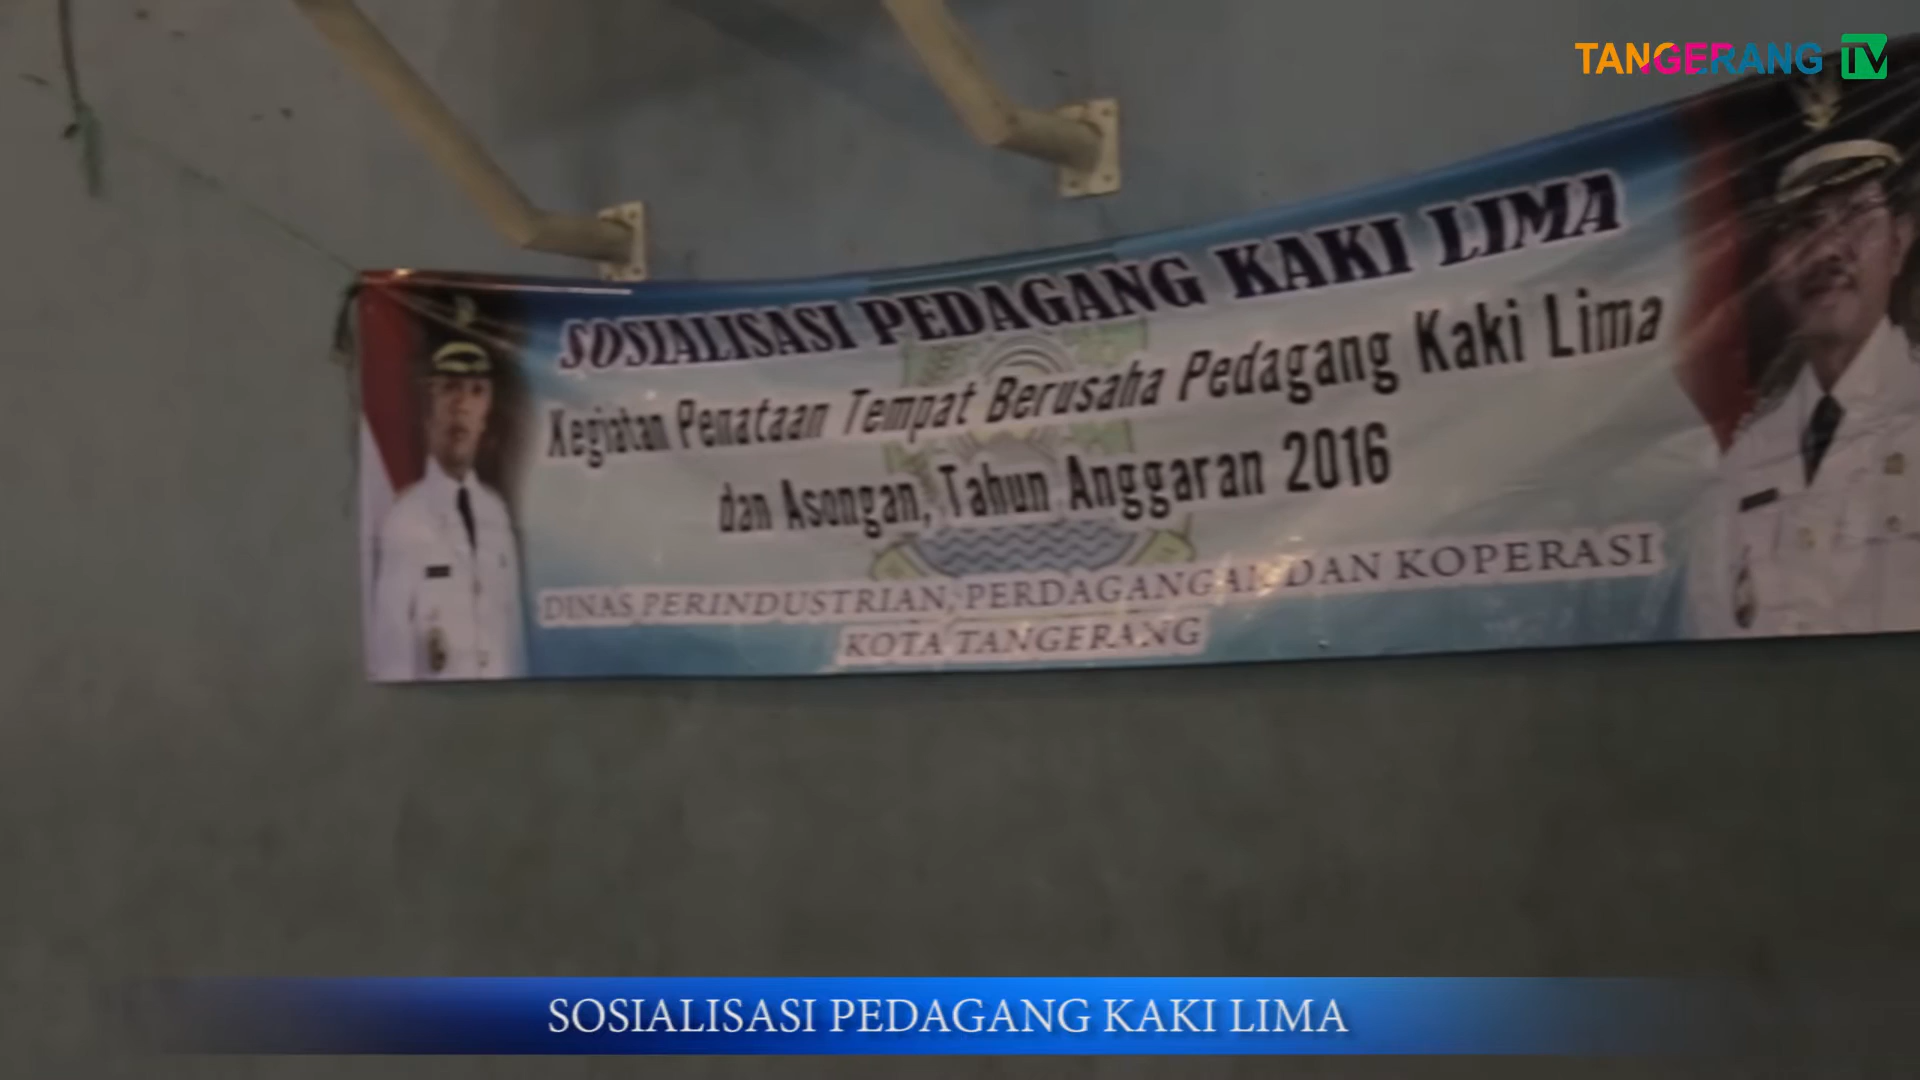 TANGERANG TV
SOSIALISASI PEDAGANG KAKI LIMA
Kegiatan Penataan Tempat Berusaha Pedagang Kaki Lima
dan Asongan, Tahun Anggaran 2016
DINAS PERINDUSTRIAN, PERDAGANGAN DAN KOPERASI
KOTA TANGERANG
SOSIALISASI PEDAGANG KAKI LIMA